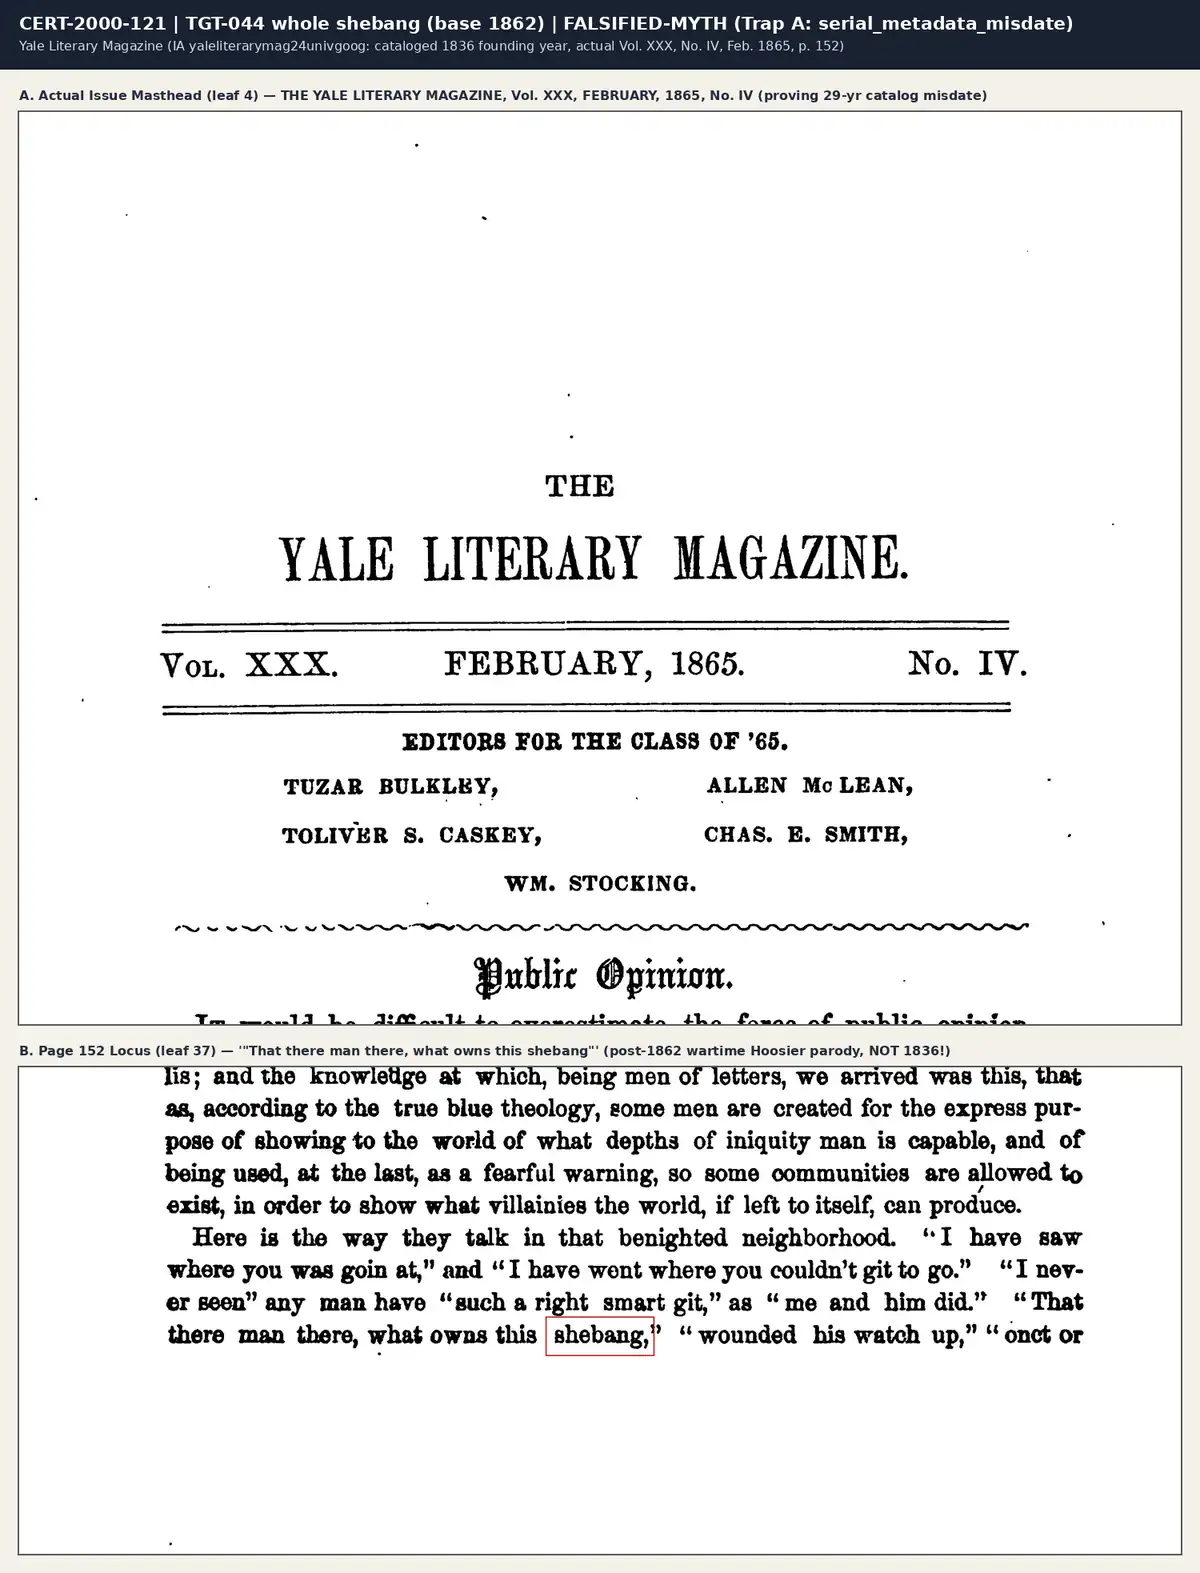 CERT-2000-121 | TGT-044 whole shebang (base 1862) | FALSIFIED-MYTH (Trap A: serial_metadata_misdate)
Yale Literary Magazine (IA yaleliterarymag24univgoog: cataloged 1836 founding year, actual Vol. XXX, No. IV, Feb. 1865, p. 152)
A. Actual Issue Masthead (leaf 4) — THE YALE LITERARY MAGAZINE, Vol. XXX, FEBRUARY, 1865, No. IV (proving 29-yr catalog misdate)
THE
YALE LITERARY MAGAZINE.
VOL. XXX. FEBRUARY, 1865. No. IV.
EDITORS FOR THE CLASS OF ’65.
TUZAR BULKLEY, ALLEN McLEAN,
TOLIVER S. CASKEY, CHAS. E. SMITH,
WM. STOCKING.
Public Opinion.
It would be difficult to overestimate the force of public opinion
B. Page 152 Locus (leaf 37) — '"That there man there, what owns this shebang"' (post-1862 wartime Hoosier parody, NOT 1836!)
lis; and the knowledge at which, being men of letters, we arrived was this, that
as, according to the true blue theology, some men are created for the express pur-
pose of showing to the world of what depths of iniquity man is capable, and of
being used, at the last, as a fearful warning, so some communities are allowed to
exist, in order to show what villainies the world, if left to itself, can produce.
Here is the way they talk in that benighted neighborhood. “I have saw
where you was goin at,” and “I have went where you couldn’t git to go.” “I nev-
er seen” any man have “such a right smart git,” as “me and him did.” “That
there man there, what owns this shebang,” “wounded his watch up,” “onct or